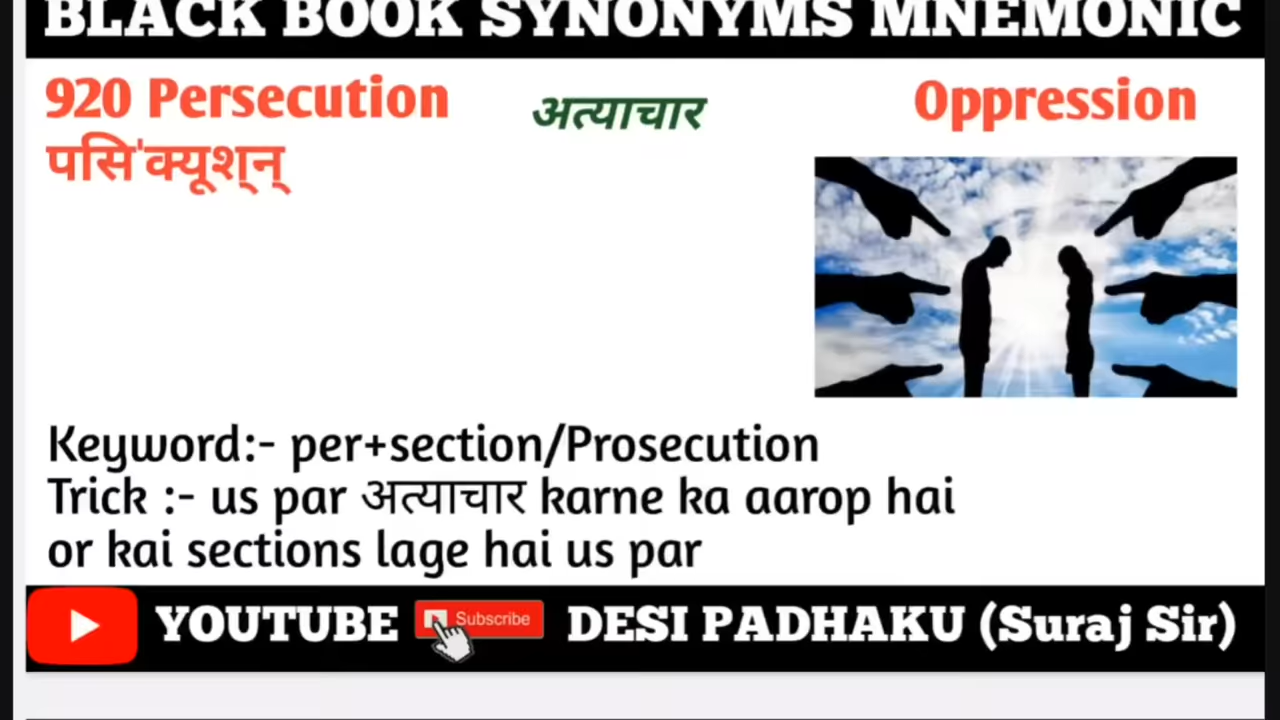 BLACK BOOK SYNONYMS MNEMONIC
920 Persecution अत्याचार Oppression
पसि'क्यूश्न्
Keyword:- per+section/Prosecution
Trick :- us par अत्याचार karne ka aarop hai
or kai sections lage hai us par
YOUTUBE Subscribe DESI PADHAKU (Suraj Sir)